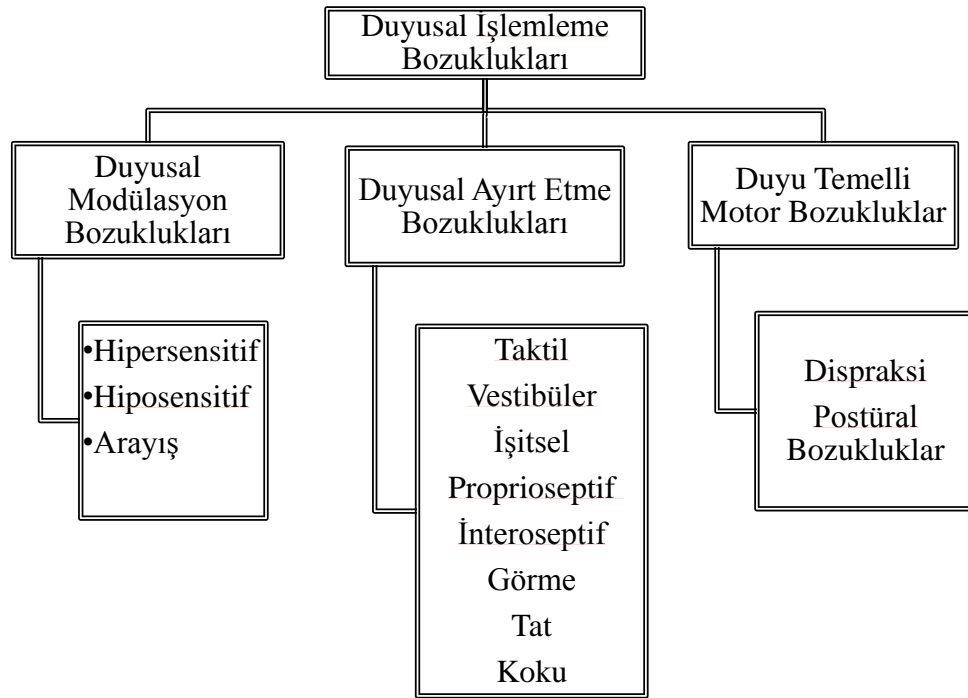 Duyusal İşlemleme
Bozuklukları
Duyusal
Modülasyon
Bozuklukları
Duyusal Ayırt Etme
Bozuklukları
Duyu Temelli
Motor Bozukluklar
•Hipersensitif
•Hiposensitif
•Arayış
Taktil
Vestibüler
İşitsel
Proprioseptif
İnteroseptif
Görme
Tat
Koku
Dispraksi
Postüral
Bozukluklar